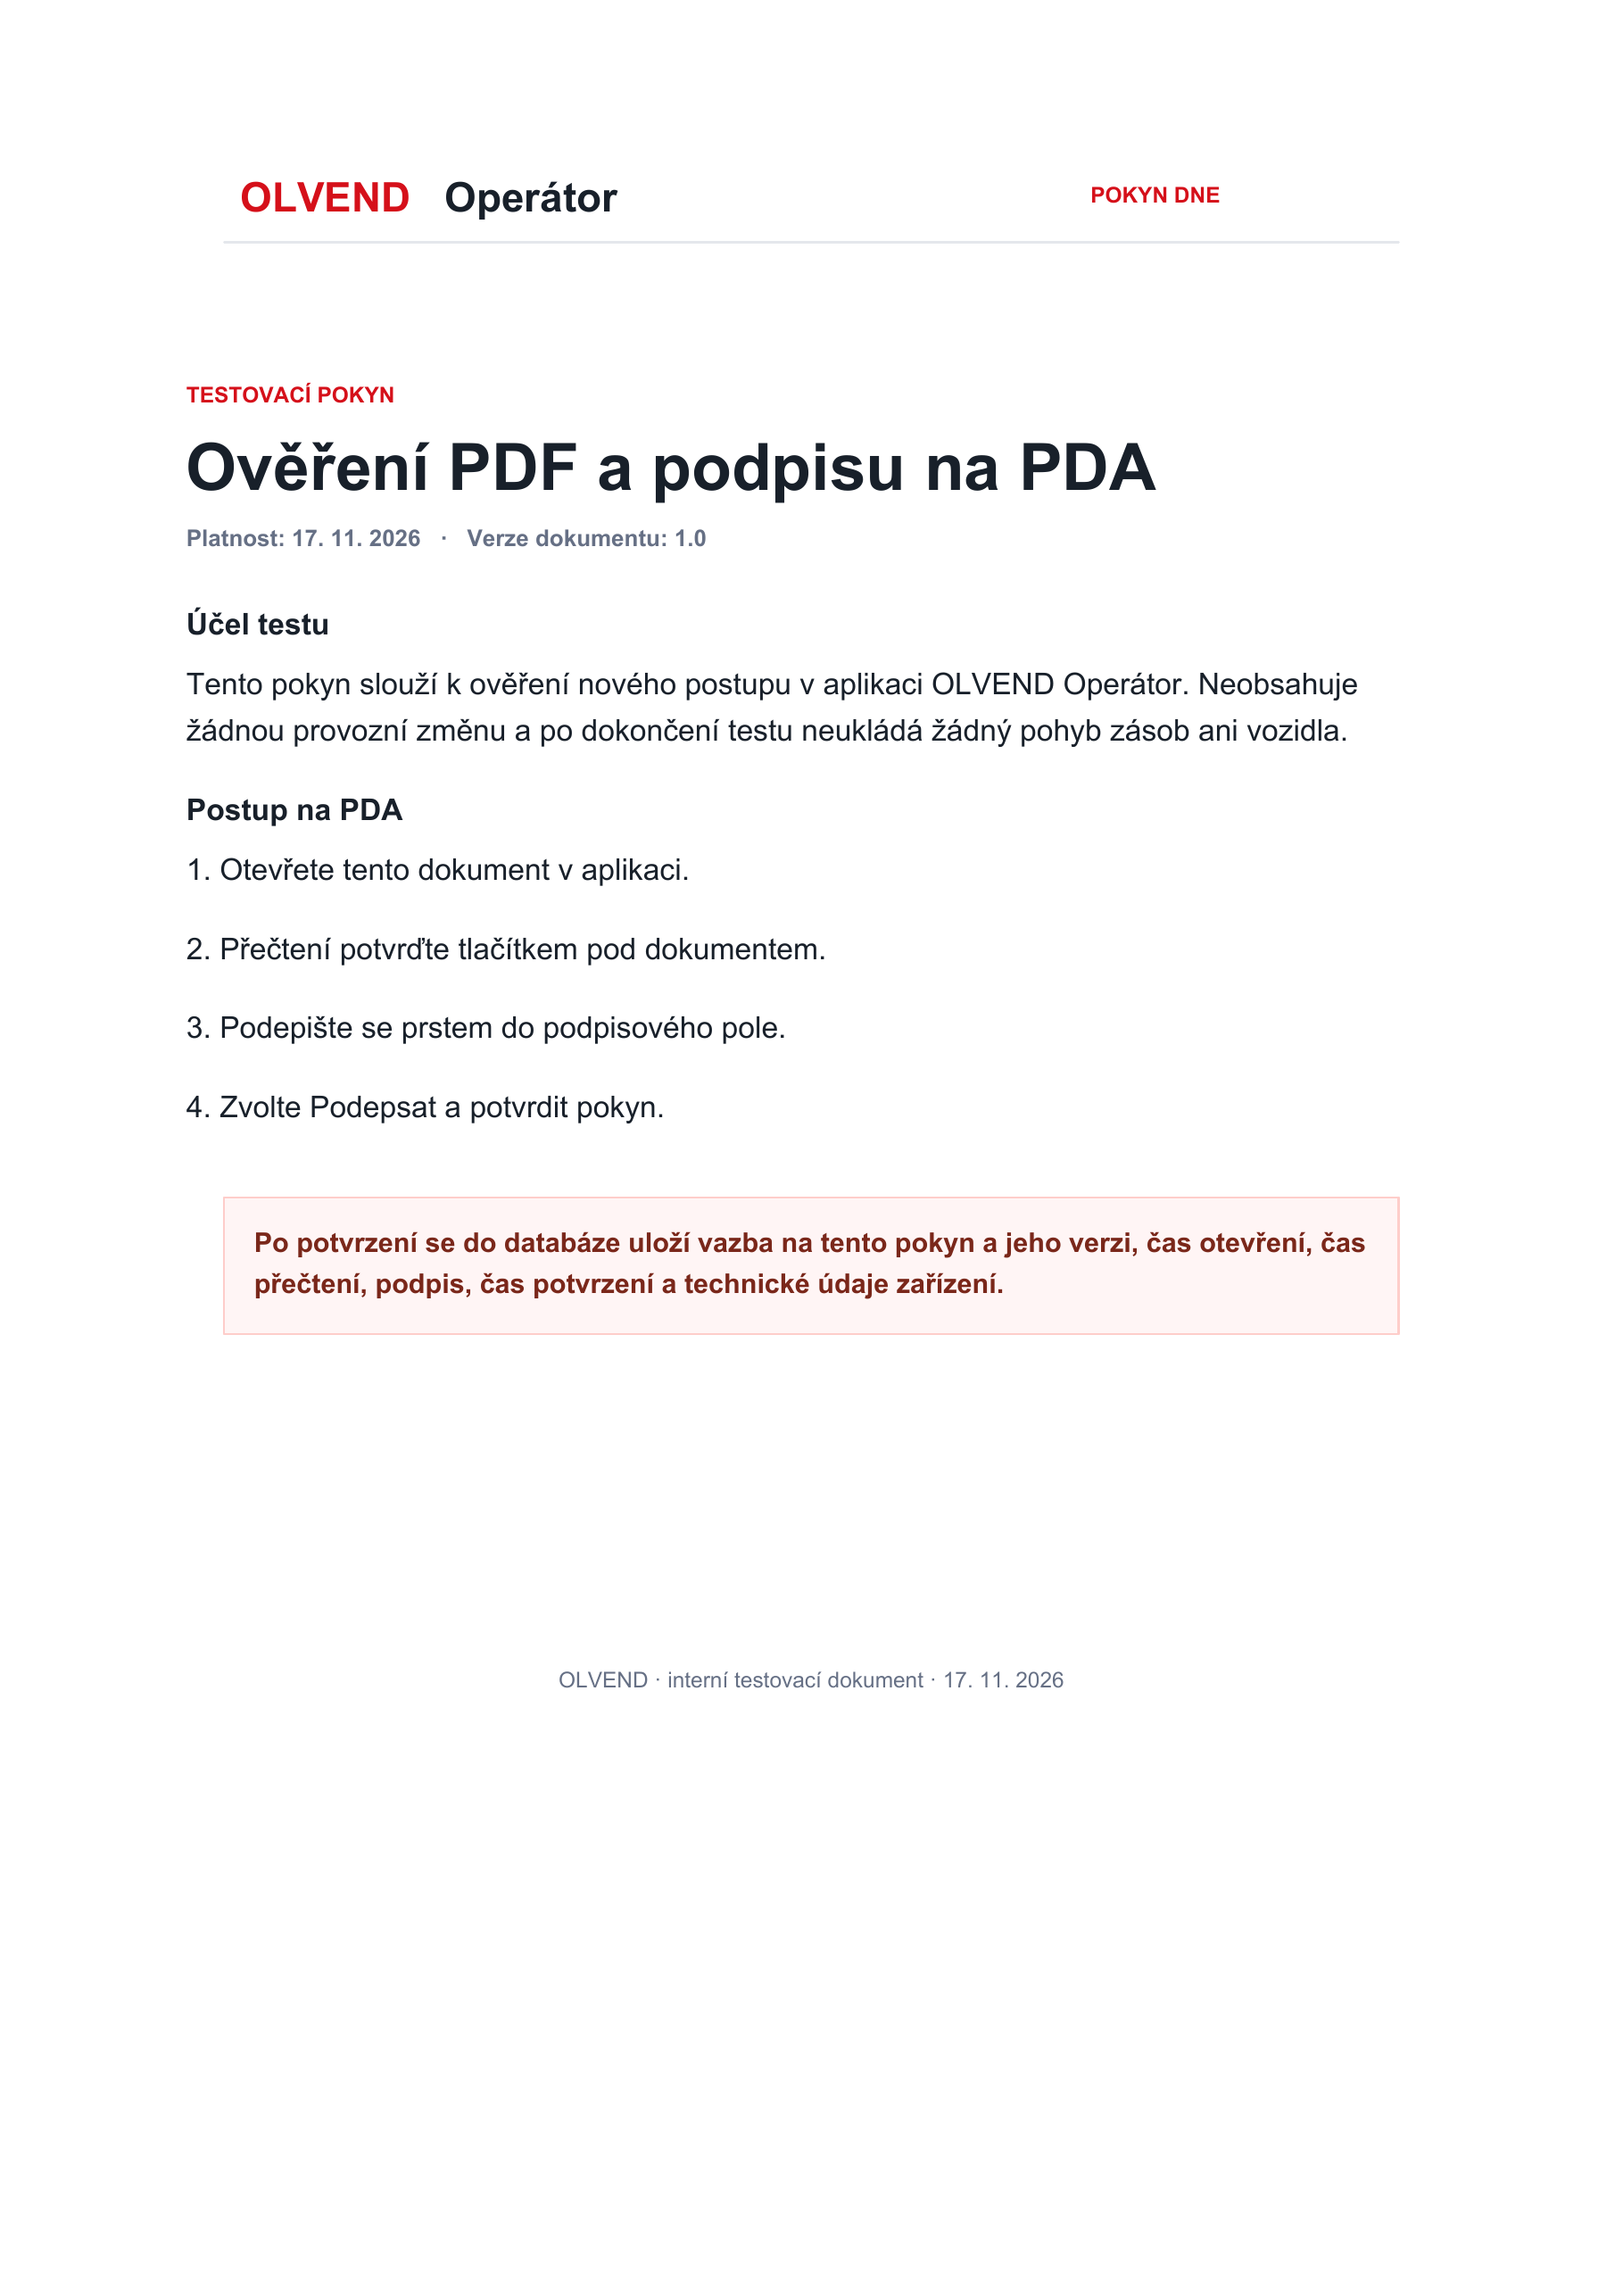 OLVEND Operátor
POKYN DNE
TESTOVACÍ POKYN
Ověření PDF a podpisu na PDA
Platnost: 17. 11. 2026 · Verze dokumentu: 1.0
Účel testu
Tento pokyn slouží k ověření nového postupu v aplikaci OLVEND Operátor. Neobsahuje
žádnou provozní změnu a po dokončení testu neukládá žádný pohyb zásob ani vozidla.
Postup na PDA
1. Otevřete tento dokument v aplikaci.
2. Přečtení potvrďte tlačítkem pod dokumentem.
3. Podepište se prstem do podpisového pole.
4. Zvolte Podepsat a potvrdit pokyn.
Po potvrzení se do databáze uloží vazba na tento pokyn a jeho verzi, čas otevření, čas
přečtení, podpis, čas potvrzení a technické údaje zařízení.
OLVEND · interní testovací dokument · 17. 11. 2026